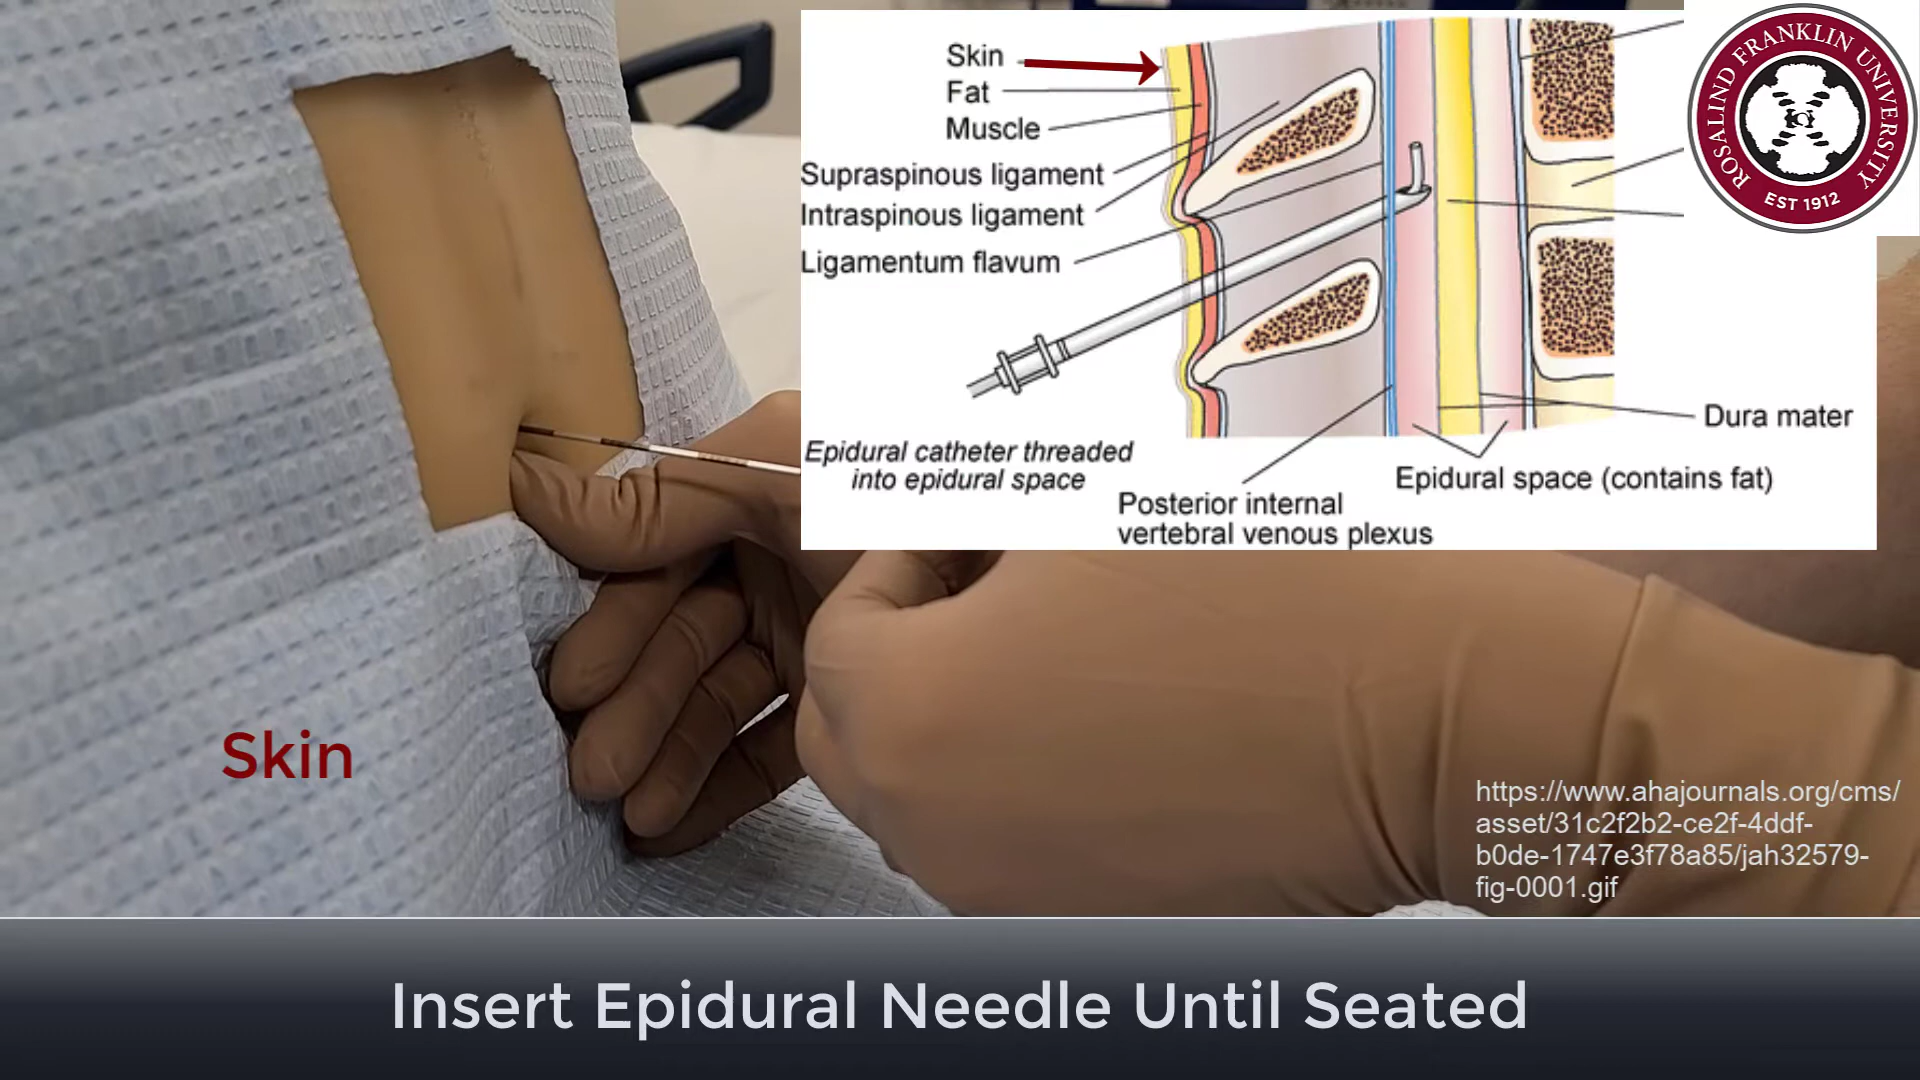 Skin
Fat
Muscle
Supraspinous ligament
Intraspinous ligament
Ligamentum flavum
Epidural catheter threaded
into epidural space
Posterior internal
vertebral venous plexus
Epidural space (contains fat)
Dura mater
ROSALIND FRANKLIN UNIVERSITY
EST 1912
Skin
https://www.ahajournals.org/cms/
asset/31c2f2b2-ce2f-4ddf-
b0de-1747e3f78a85/jah32579-
fig-0001.gif
Insert Epidural Needle Until Seated